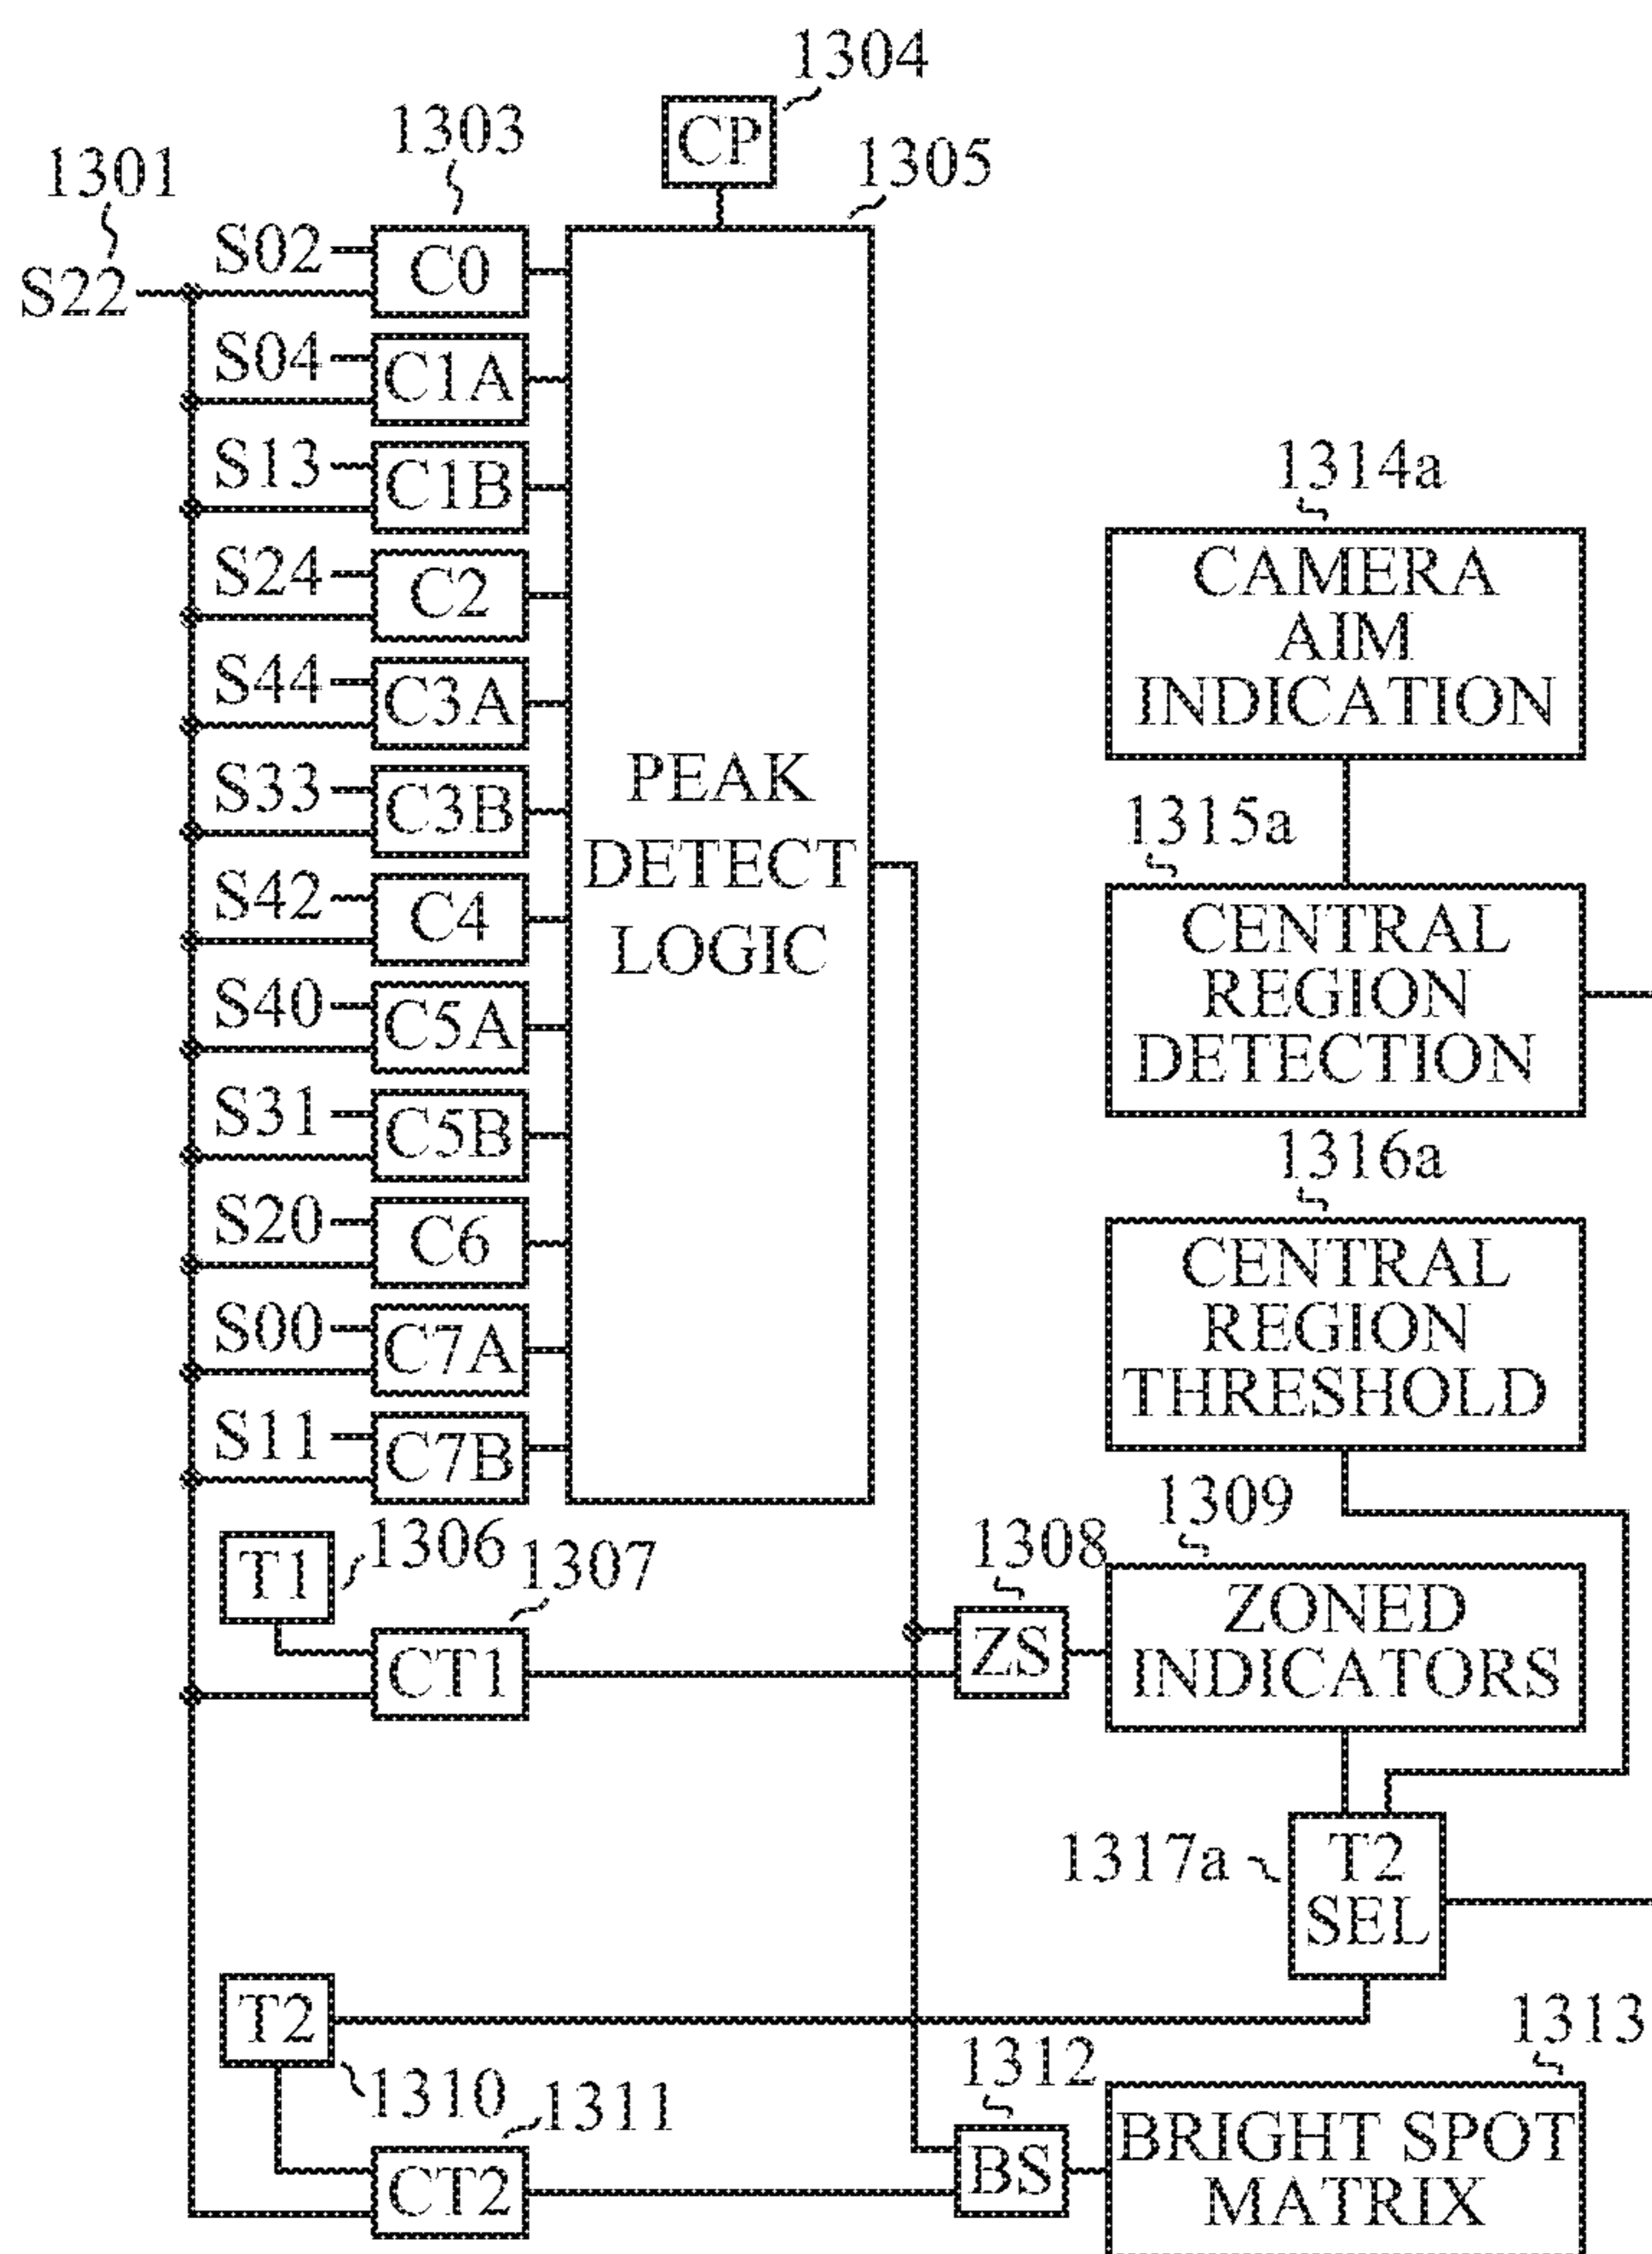 1304
CP
1303
1305
1301
S02
C0
S22
S04
C1A
S13
C1B
S24
C2
S44
C3A
S33
C3B
S42
C4
S40
C5A
S31
C5B
S20
C6
S00
C7A
S11
C7B
PEAK
DETECT
LOGIC
1314a
CAMERA
AIM
INDICATION
1315a
CENTRAL
REGION
DETECTION
1316a
CENTRAL
REGION
THRESHOLD
T1
1306
1307
CT1
1308
ZS
1309
ZONED
INDICATORS
1317a
T2
SEL
T2
1310
1311
CT2
1312
BS
1313
BRIGHT SPOT
MATRIX